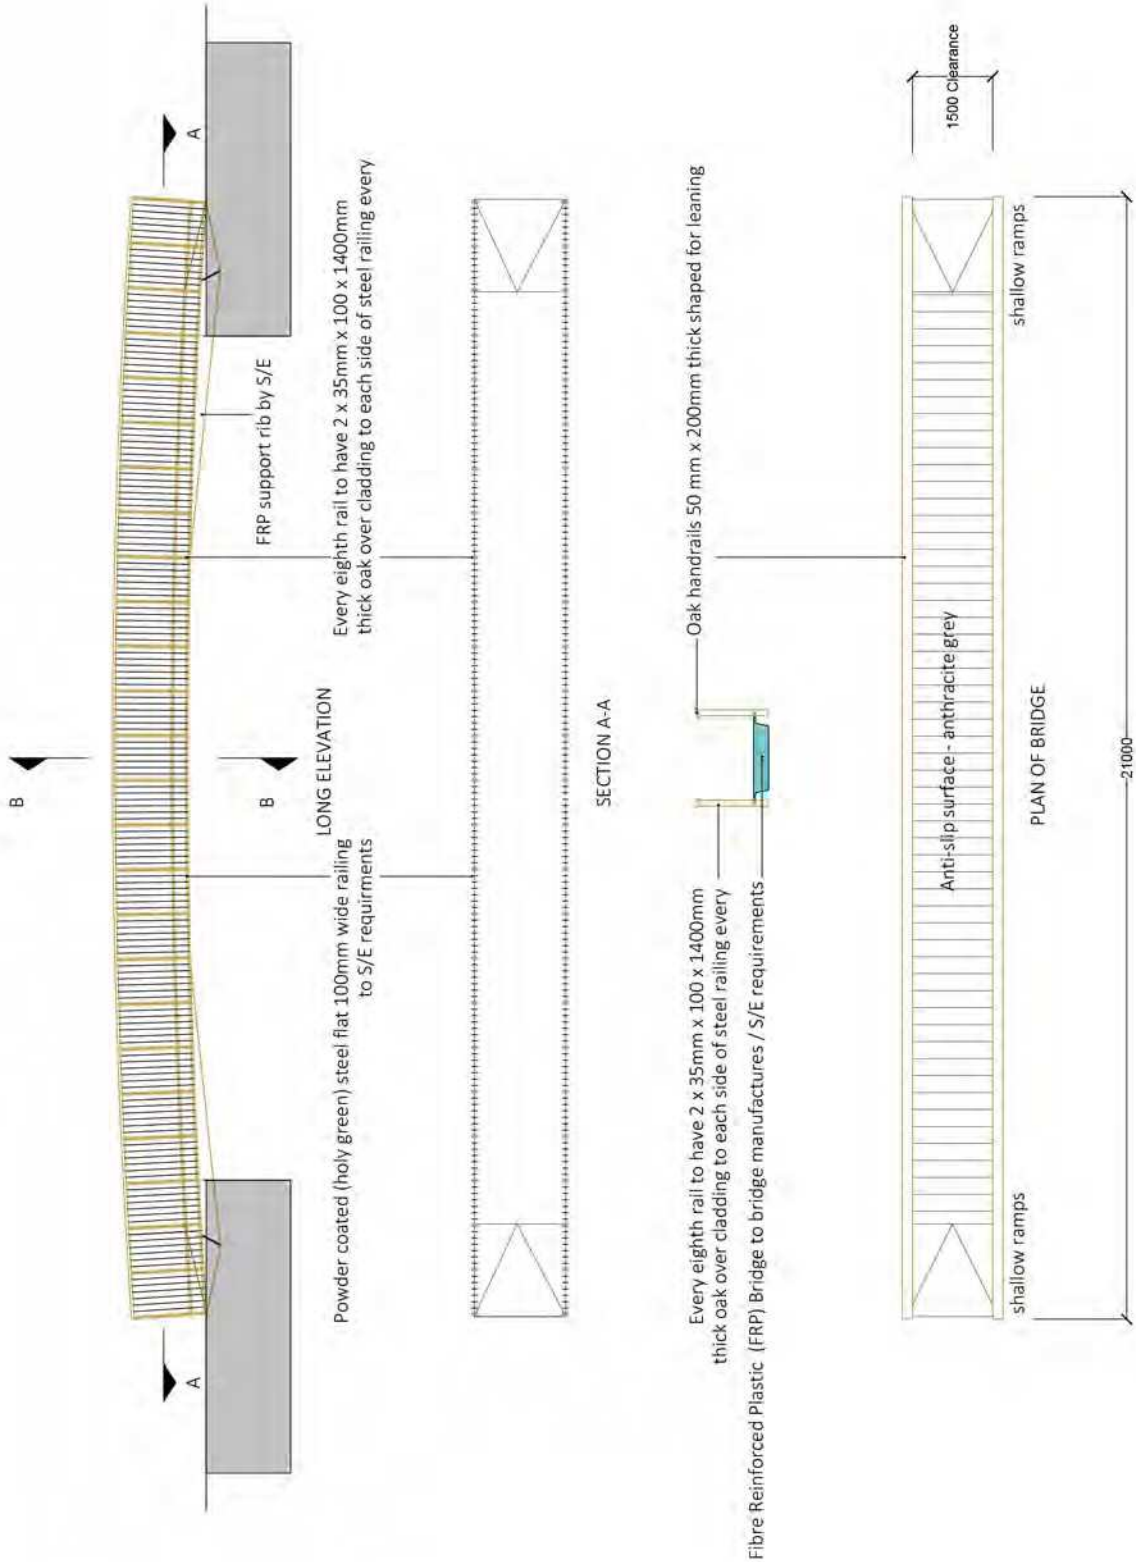 B
A
A
B
LONG ELEVATION
FRP support rib by S/E
Powder coated (holy green) steel flat 100mm wide railing
to S/E requirments
Every eighth rail to have 2 x 35mm x 100 x 1400mm
thick oak over cladding to each side of steel railing every
SECTION A-A
Every eighth rail to have 2 x 35mm x 100 x 1400mm
thick oak over cladding to each side of steel railing every
Fibre Reinforced Plastic (FRP) Bridge to bridge manufactures / S/E requirements
Oak handrails 50 mm x 200mm thick shaped for leaning
Anti-slip surface - anthracite grey
1500 Clearance
shallow ramps
shallow ramps
PLAN OF BRIDGE
21000